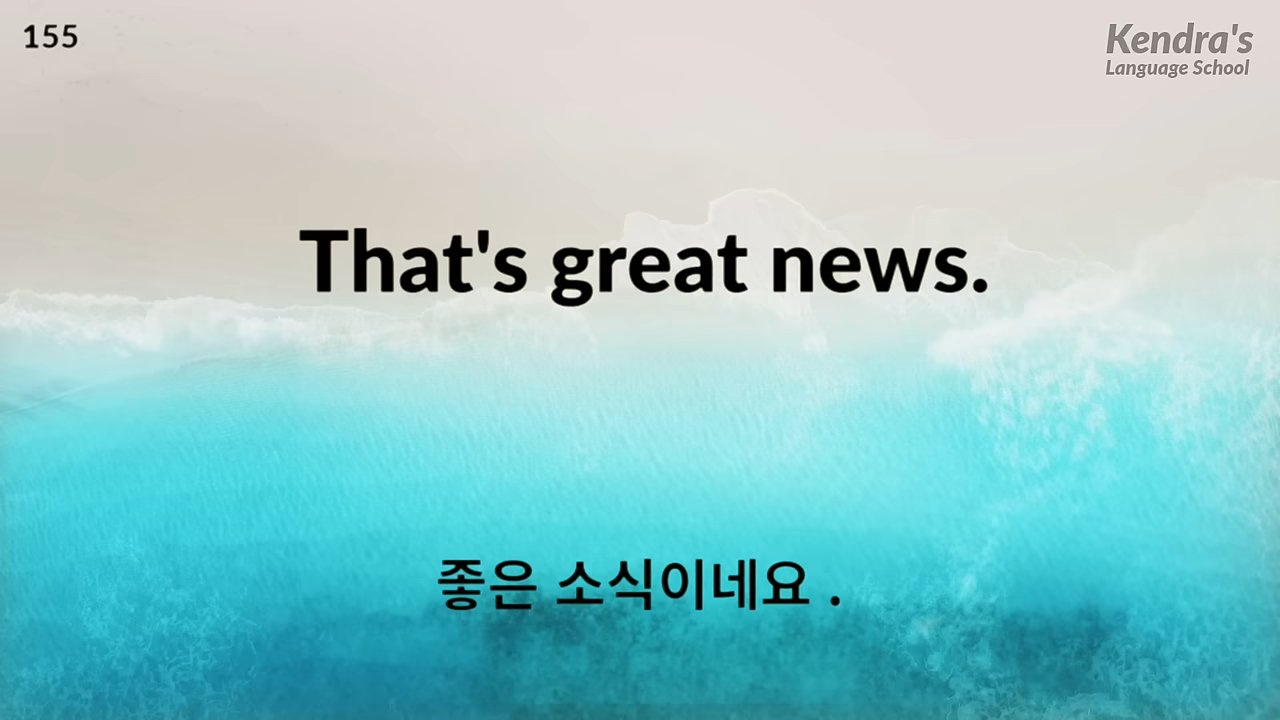 155
Kendra's
Language School
That's great news.
좋은 소식이네요 .